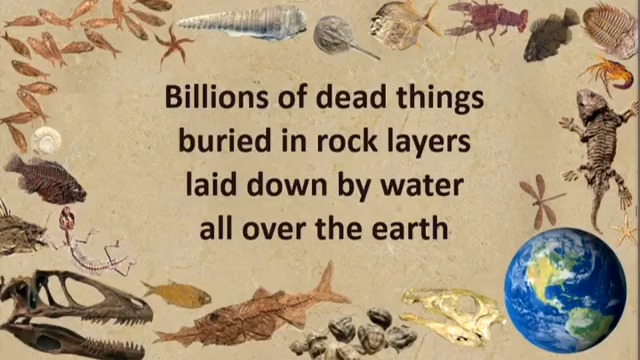 Billions of dead things
buried in rock layers
laid down by water
all over the earth